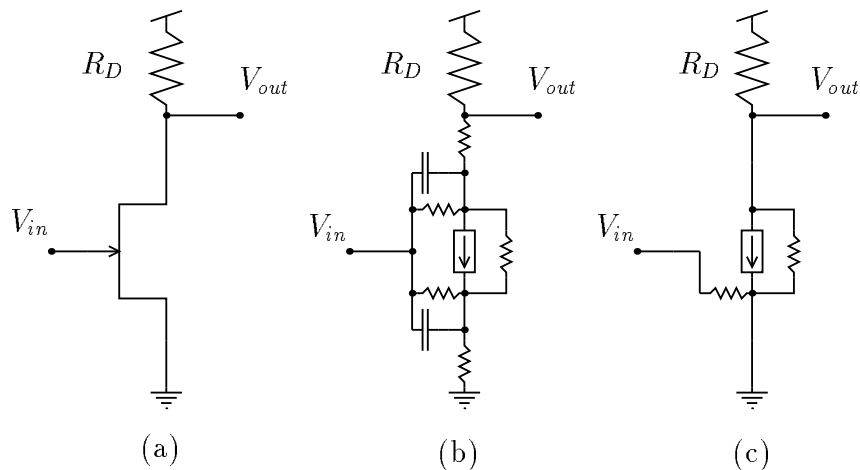 R_D
V_out
V_in
(a)
R_D
V_out
V_in
(b)
R_D
V_out
V_in
(c)